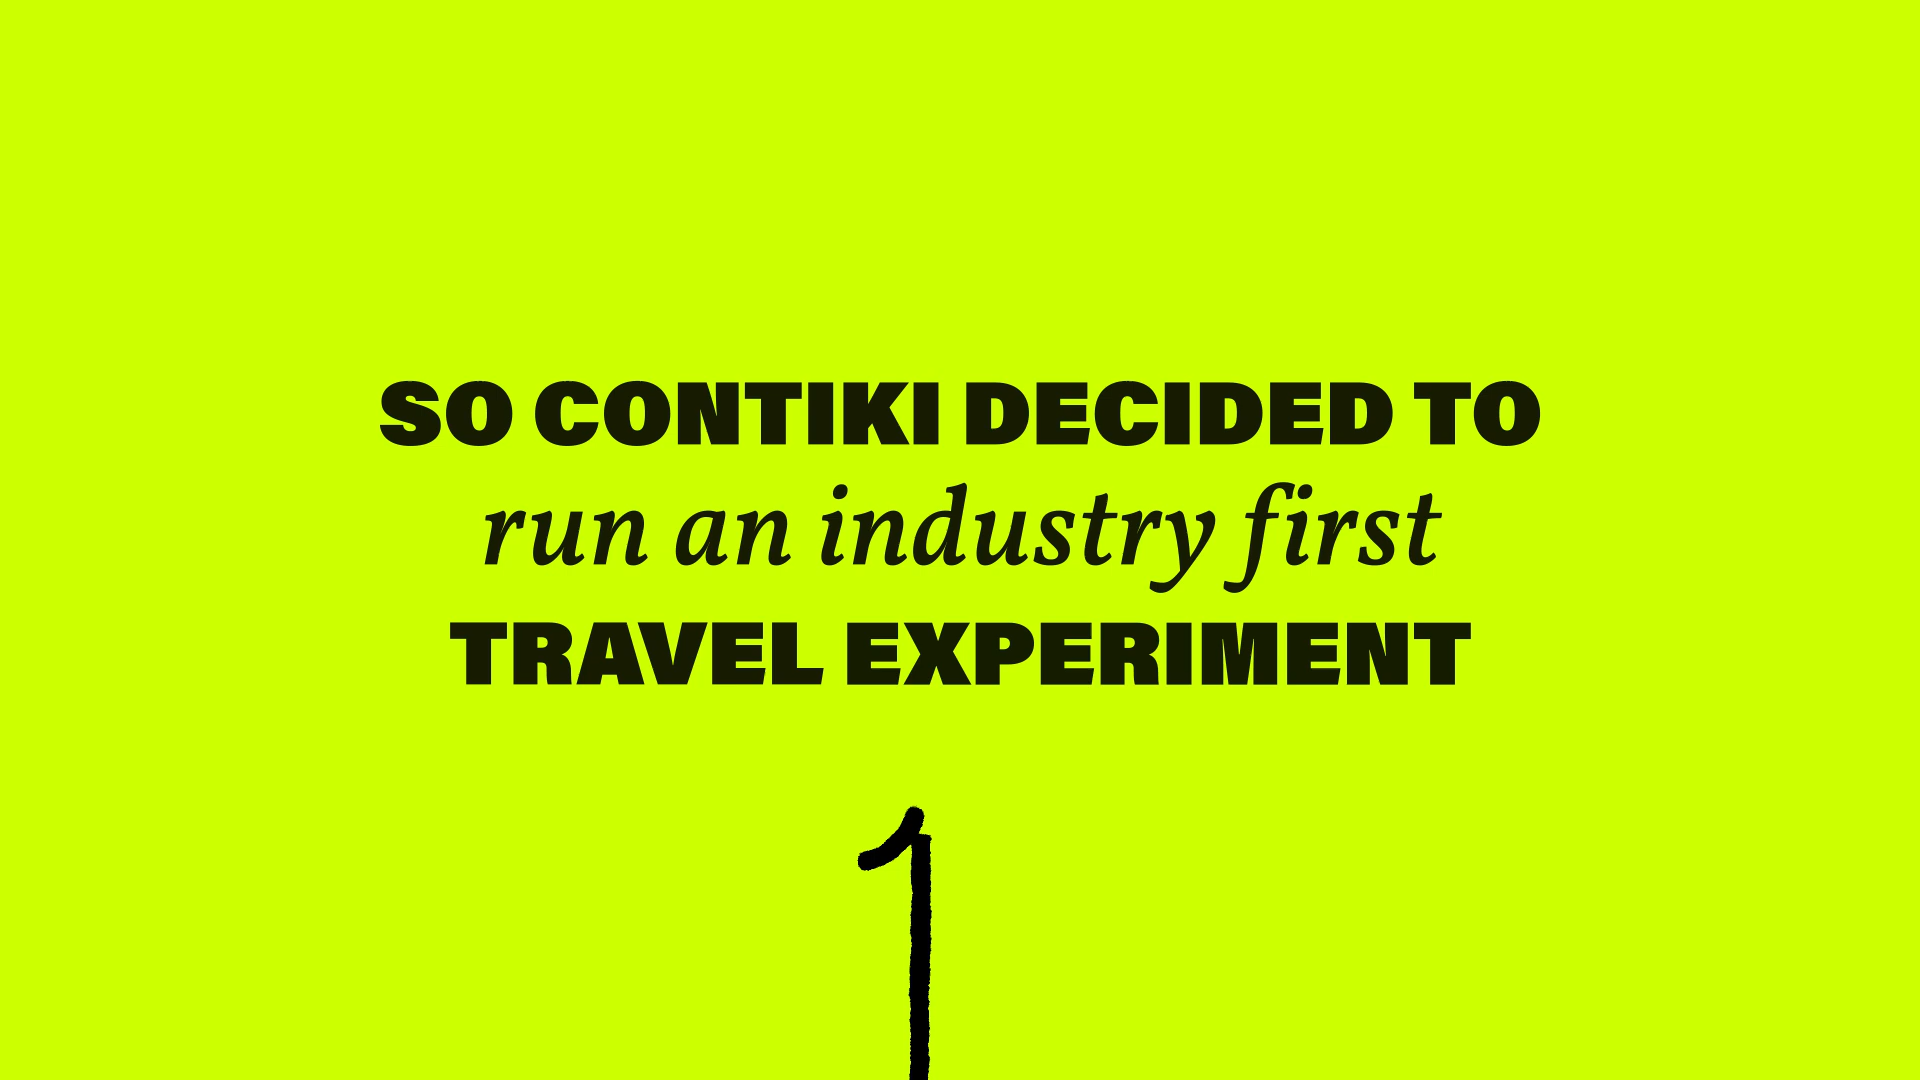 SO CONTIKI DECIDED TO
run an industry first
TRAVEL EXPERIMENT